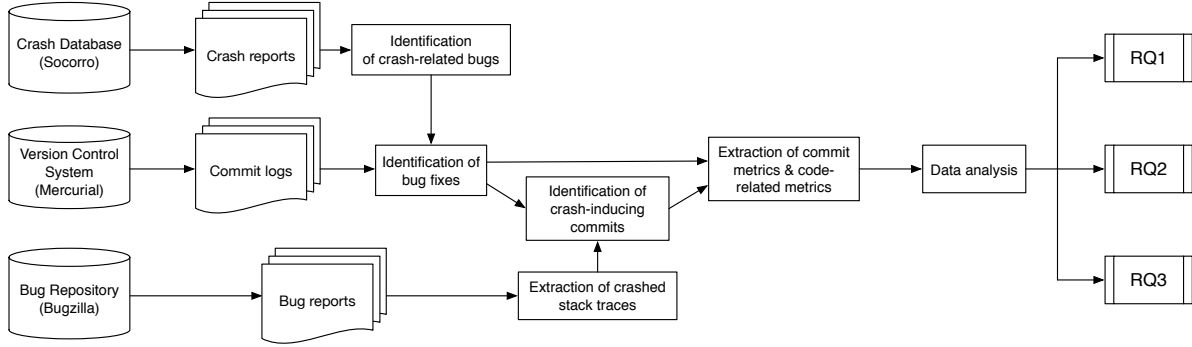 Crash Database
(Socorro)
Crash reports
Identification
of crash-related bugs
RQ1
Version Control
System
(Mercurial)
Commit logs
Identification of
bug fixes
Extraction of commit
metrics & code-
related metrics
Data analysis
RQ2
Identification of
crash-inducing
commits
Bug Repository
(Bugzilla)
Bug reports
Extraction of crashed
stack traces
RQ3